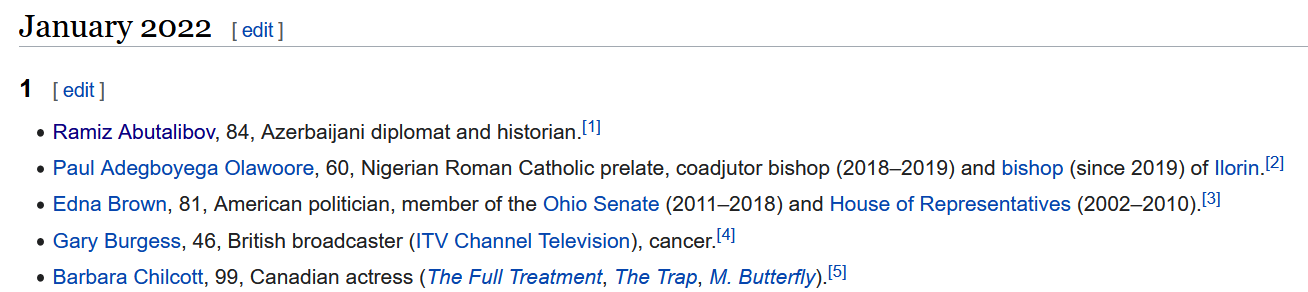 January 2022 [ edit ]
1 [ edit ]
• Ramiz Abutalibov, 84, Azerbaijani diplomat and historian.[1]
• Paul Adegboyega Olawoore, 60, Nigerian Roman Catholic prelate, coadjutor bishop (2018–2019) and bishop (since 2019) of Ilorin.[2]
• Edna Brown, 81, American politician, member of the Ohio Senate (2011–2018) and House of Representatives (2002–2010).[3]
• Gary Burgess, 46, British broadcaster (ITV Channel Television), cancer.[4]
• Barbara Chilcott, 99, Canadian actress (The Full Treatment, The Trap, M. Butterfly).[5]